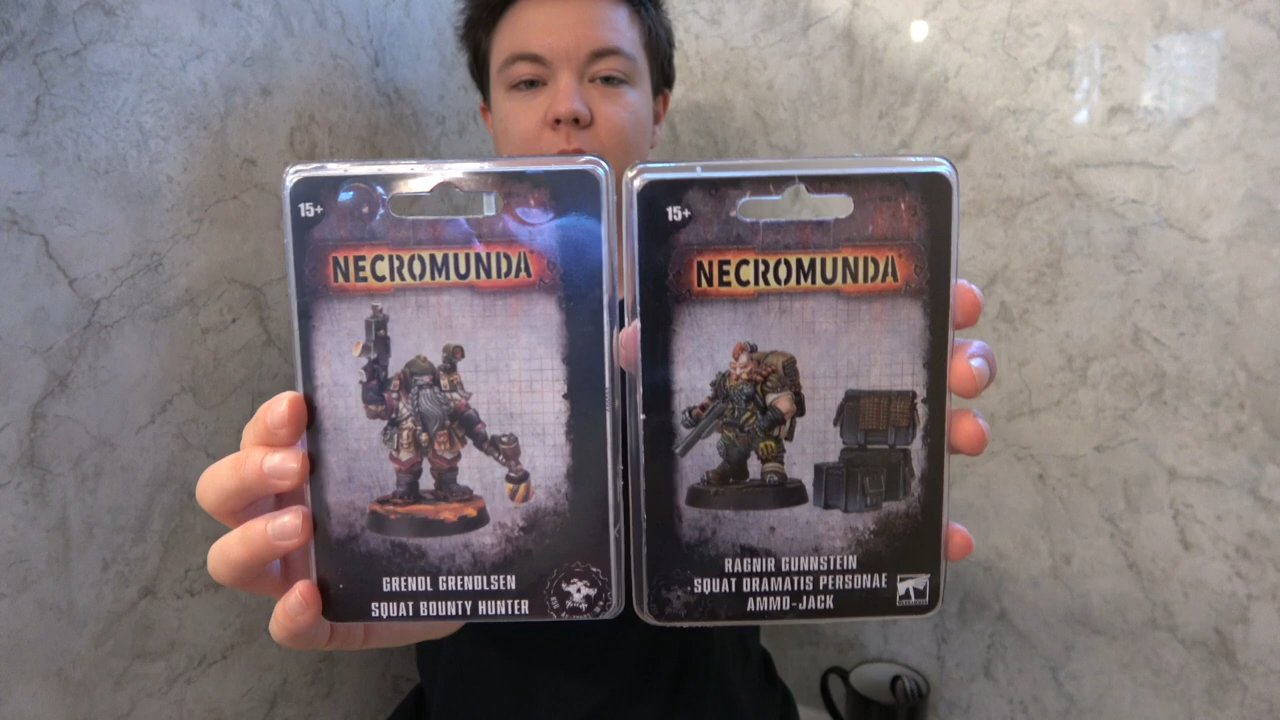 15+
NECROMUNDA
GRENDL GRENDLSEN
SQUAT BOUNTY HUNTER
15+
NECROMUNDA
RAGNIR GUNNSTEIN
SQUAT DRAMATIS PERSONAE
AMMO-JACK